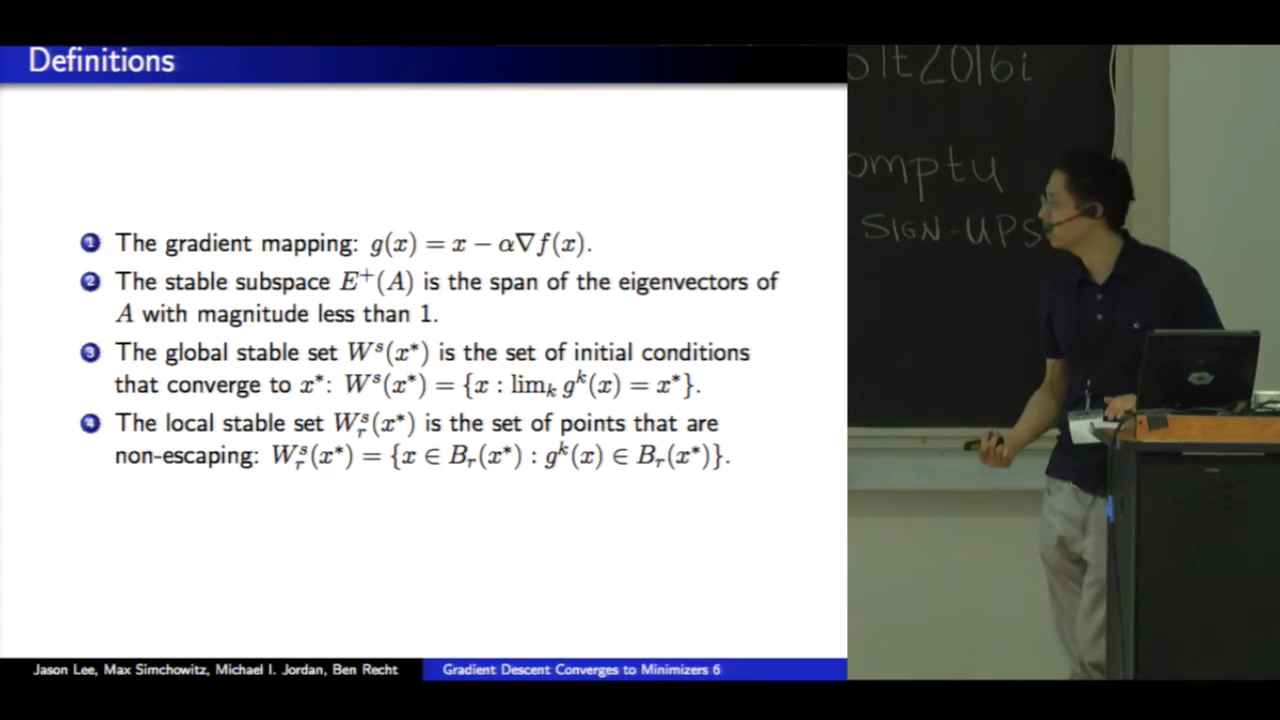 Definitions
1 The gradient mapping: g(x) = x − α∇f(x).
2 The stable subspace E⁺(A) is the span of the eigenvectors of
A with magnitude less than 1.
3 The global stable set Wˢ(x*) is the set of initial conditions
that converge to x*: Wˢ(x*) = {x : limₖ gᵏ(x) = x*}.
4 The local stable set Wᵣˢ(x*) is the set of points that are
non-escaping: Wᵣˢ(x*) = {x ∈ Bᵣ(x*) : gᵏ(x) ∈ Bᵣ(x*)}.
Jason Lee, Max Simchowitz, Michael I. Jordan, Ben Recht
Gradient Descent Converges to Minimizers 6
olt2016i
omptu
SIGN-UPS